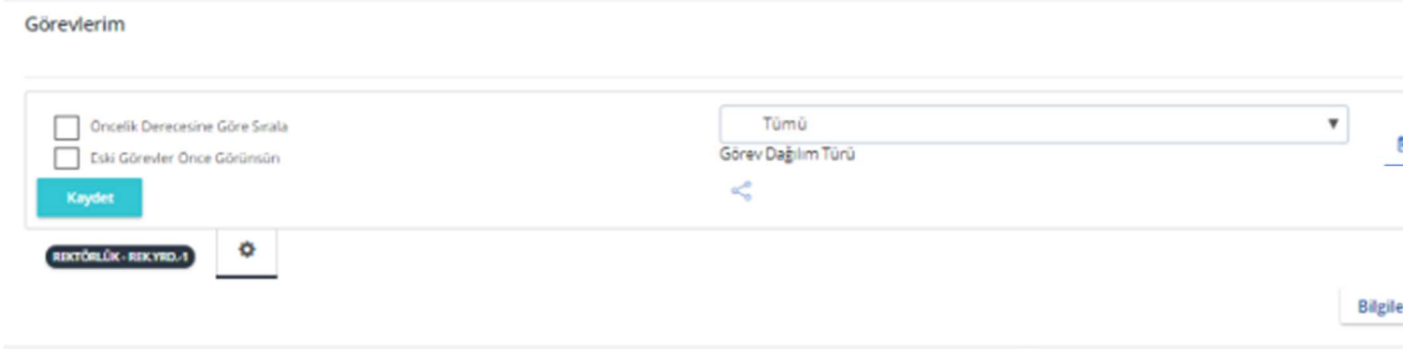 Görevlerim
Öncelik Derecesine Göre Sırala
Eski Görevler Önce Görünsün
Kaydet
Tümü
Görev Dağılım Türü
REKTÖRLÜK - REK.YRD.-1
Bilgile